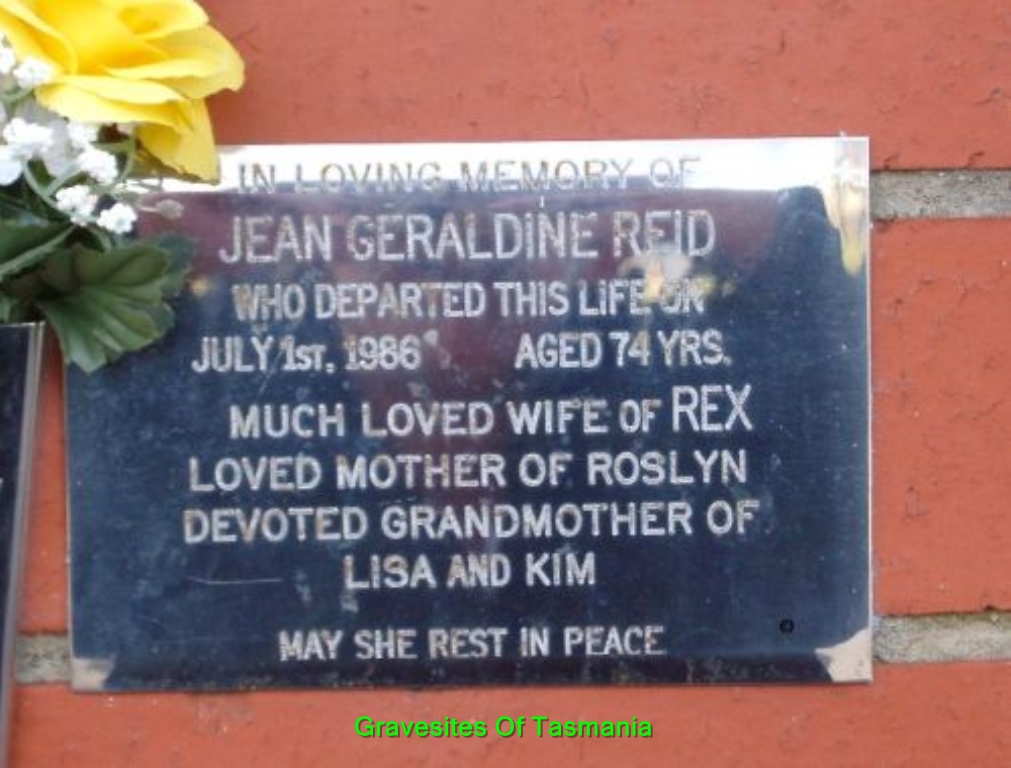 IN LOVING MEMORY OF
JEAN GERALDINE REID
WHO DEPARTED THIS LIFE ON
JULY 1ST, 1986 AGED 74 YRS.
MUCH LOVED WIFE OF REX
LOVED MOTHER OF ROSLYN
DEVOTED GRANDMOTHER OF
LISA AND KIM
MAY SHE REST IN PEACE
©
Gravesites Of Tasmania